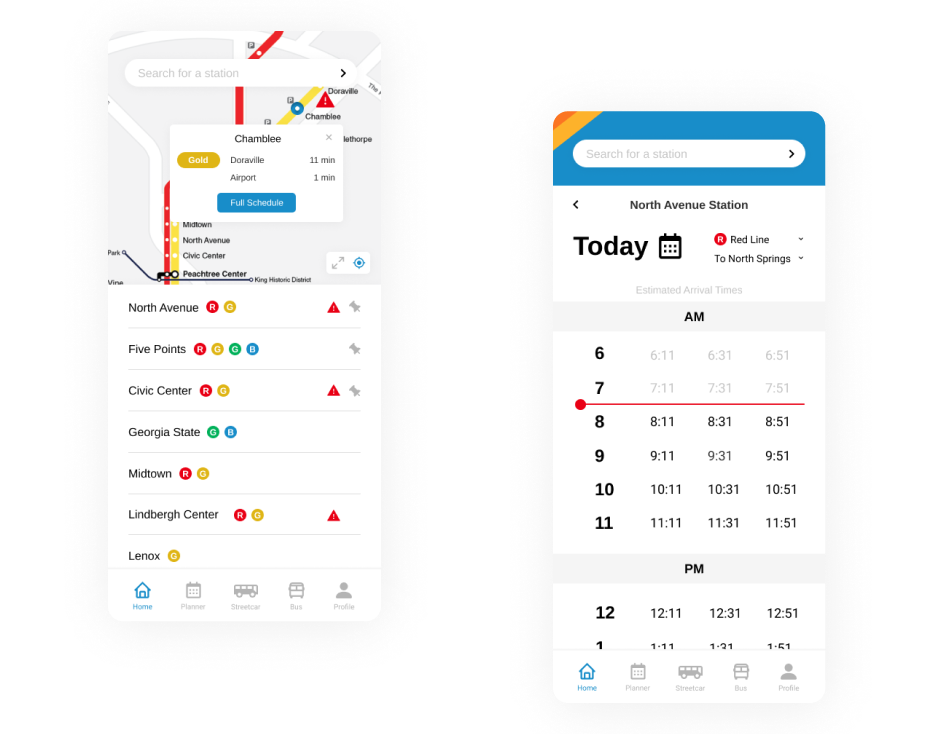 P
Search for a station
The
Doraville
P
Chamblee
P
lethorpe
Chamblee
×
Gold
Doraville
11 min
Airport
1 min
Full Schedule
Midtown
North Avenue
Civic Center
Park
Peachtree Center
King Historic District
Vine
North Avenue R G
Five Points R G G B
Civic Center R G
Georgia State G B
Midtown R G
Lindbergh Center R G
Lenox G
Home
Planner
Streetcar
Bus
Profile
Search for a station
North Avenue Station
Today
R Red Line
To North Springs
Estimated Arrival Times
AM
6 6:11 6:31 6:51
7 7:11 7:31 7:51
8 8:11 8:31 8:51
9 9:11 9:31 9:51
10 10:11 10:31 10:51
11 11:11 11:31 11:51
PM
12 12:11 12:31 12:51
1 1:11 1:31 1:51
Home
Planner
Streetcar
Bus
Profile